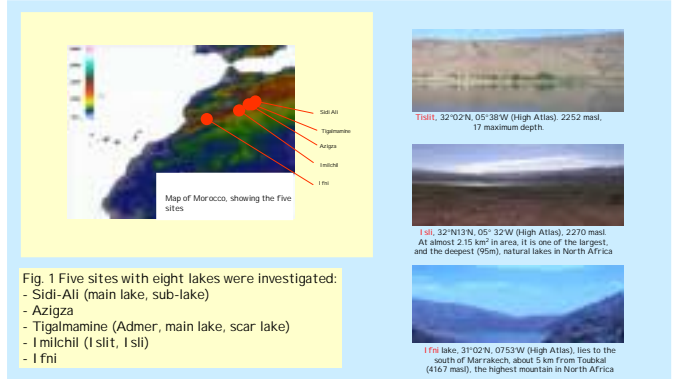 Sidi Ali
Tigalmamine
Azigza
Imilchil
Ifni
Map of Morocco, showing the five
sites
Fig. 1 Five sites with eight lakes were investigated:
- Sidi-Ali (main lake, sub-lake)
- Azigza
- Tigalmamine (Admer, main lake, scar lake)
- Imilchil (Islit, Isli)
- Ifni
Tislit, 32°02'N, 05°38'W (High Atlas). 2252 masl,
17 maximum depth.
Isli, 32°N13'N, 05° 32'W (High Atlas), 2270 masl.
At almost 2.15 km² in area, it is one of the largest,
and the deepest (95m), natural lakes in North Africa
Ifni lake, 31°02'N, 0753'W (High Atlas), lies to the
south of Marrakech, about 5 km from Toubkal
(4167 masl), the highest mountain in North Africa